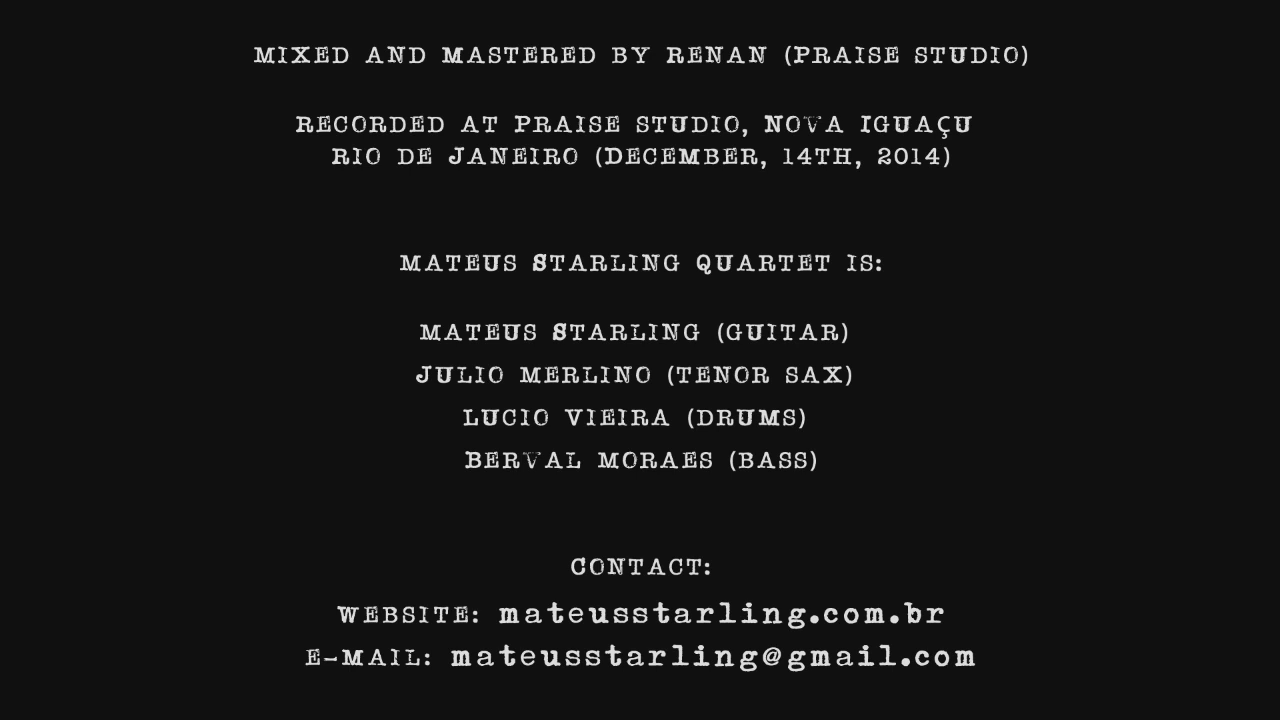 MIXED AND MASTERED BY RENAN (PRAISE STUDIO)
RECORDED AT PRAISE STUDIO, NOVA IGUAÇU
RIO DE JANEIRO (DECEMBER, 14TH, 2014)
MATEUS STARLING QUARTET IS:
MATEUS STARLING (GUITAR)
JULIO MERLINO (TENOR SAX)
LUCIO VIEIRA (DRUMS)
BERVAL MORAES (BASS)
CONTACT:
WEBSITE: mateusstarling.com.br
E-MAIL: mateusstarling@gmail.com